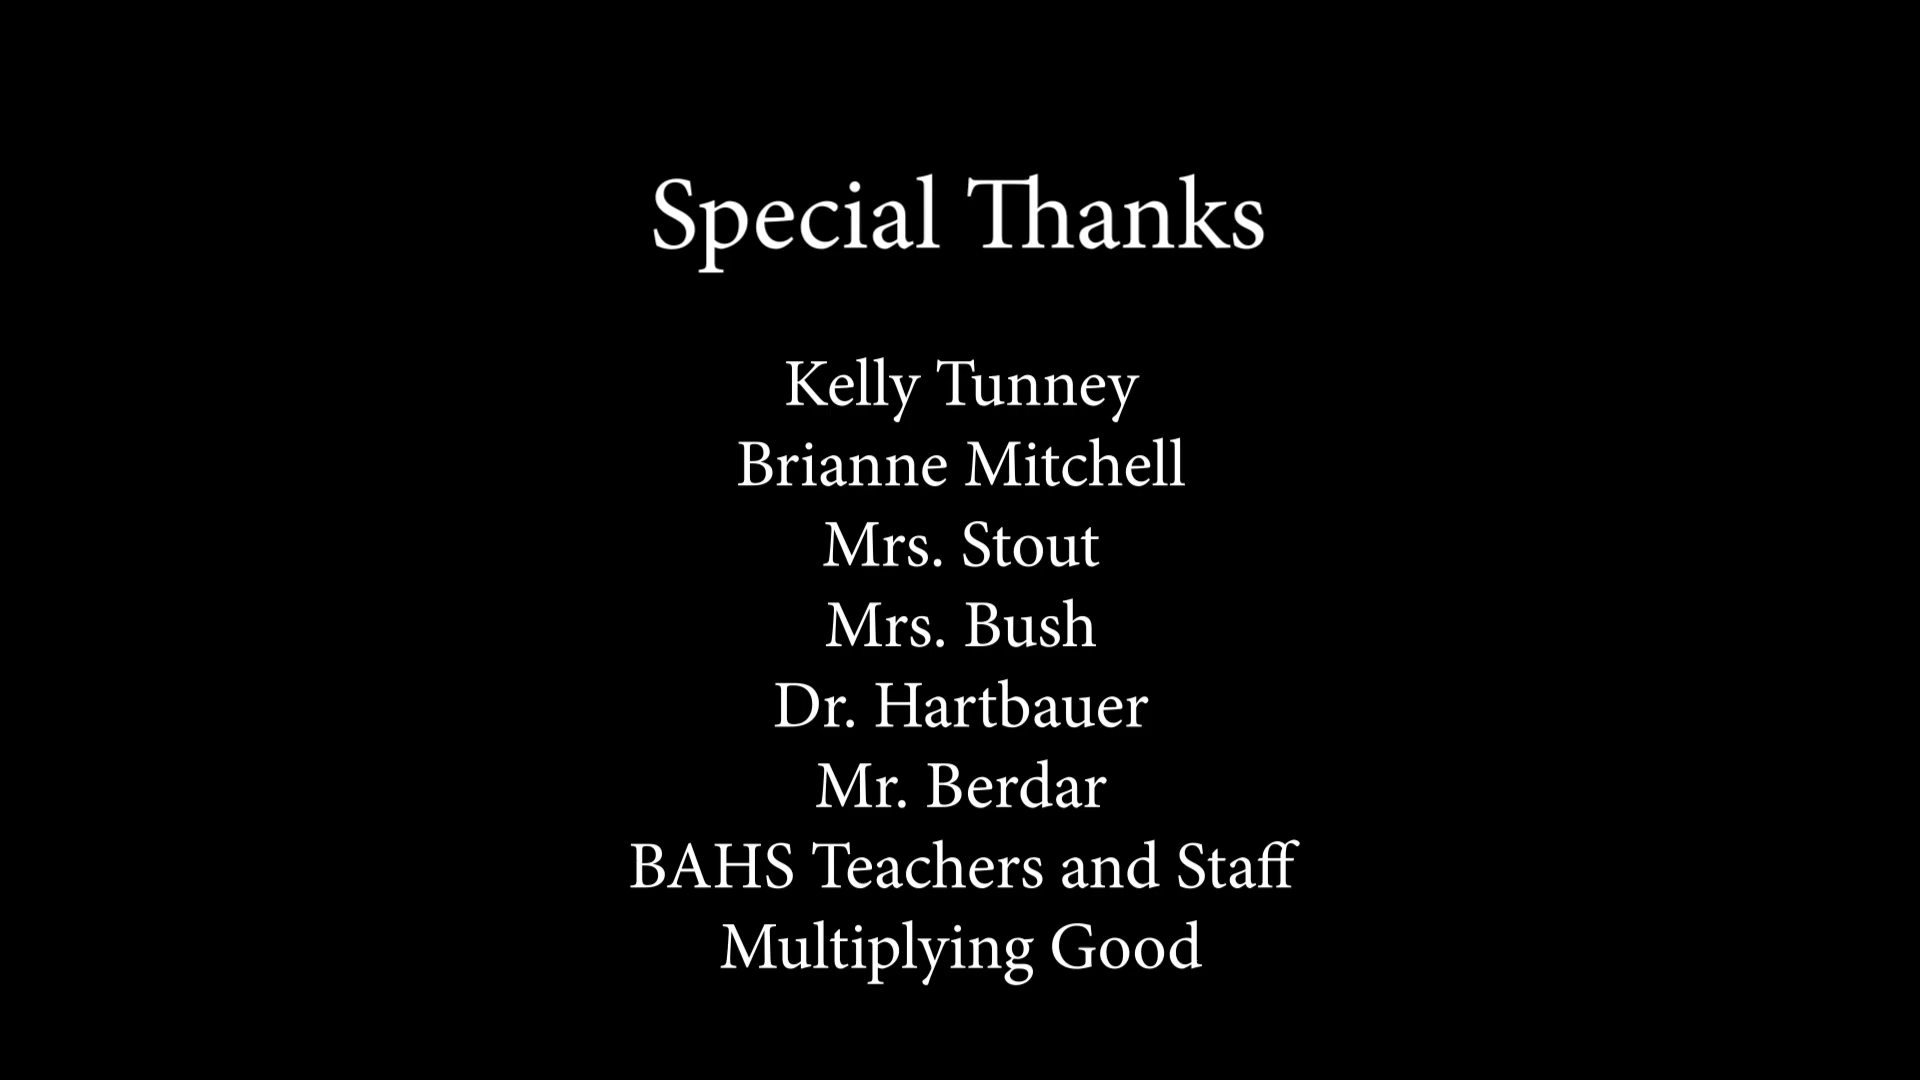 Special Thanks
Kelly Tunney
Brianne Mitchell
Mrs. Stout
Mrs. Bush
Dr. Hartbauer
Mr. Berdar
BAHS Teachers and Staff
Multiplying Good